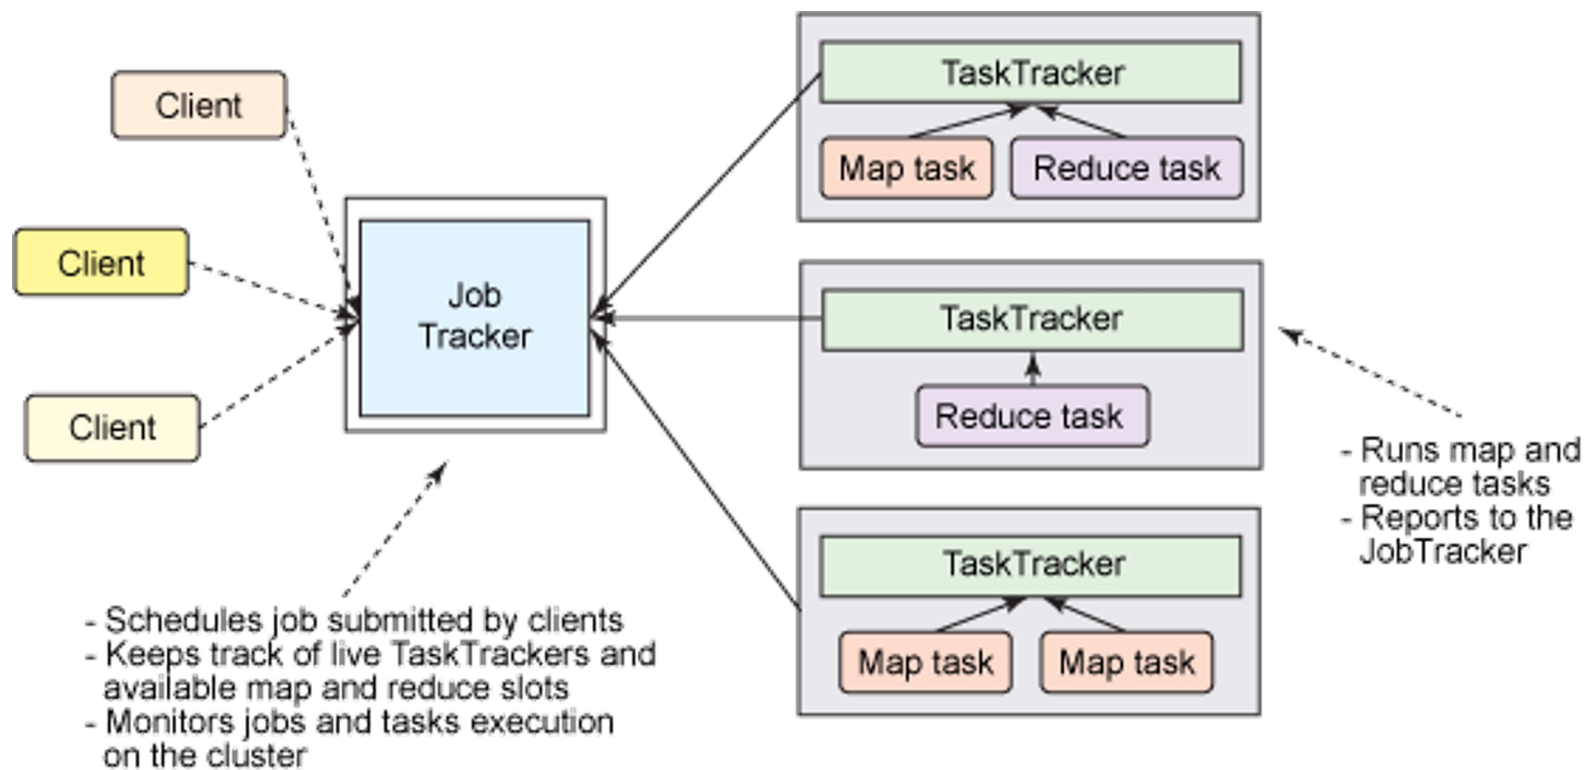 Client
Client
Client
Job
Tracker
TaskTracker
Map task
Reduce task
TaskTracker
Reduce task
TaskTracker
Map task
Map task
- Schedules job submitted by clients
- Keeps track of live TaskTrackers and
available map and reduce slots
- Monitors jobs and tasks execution
on the cluster
- Runs map and
reduce tasks
- Reports to the
JobTracker